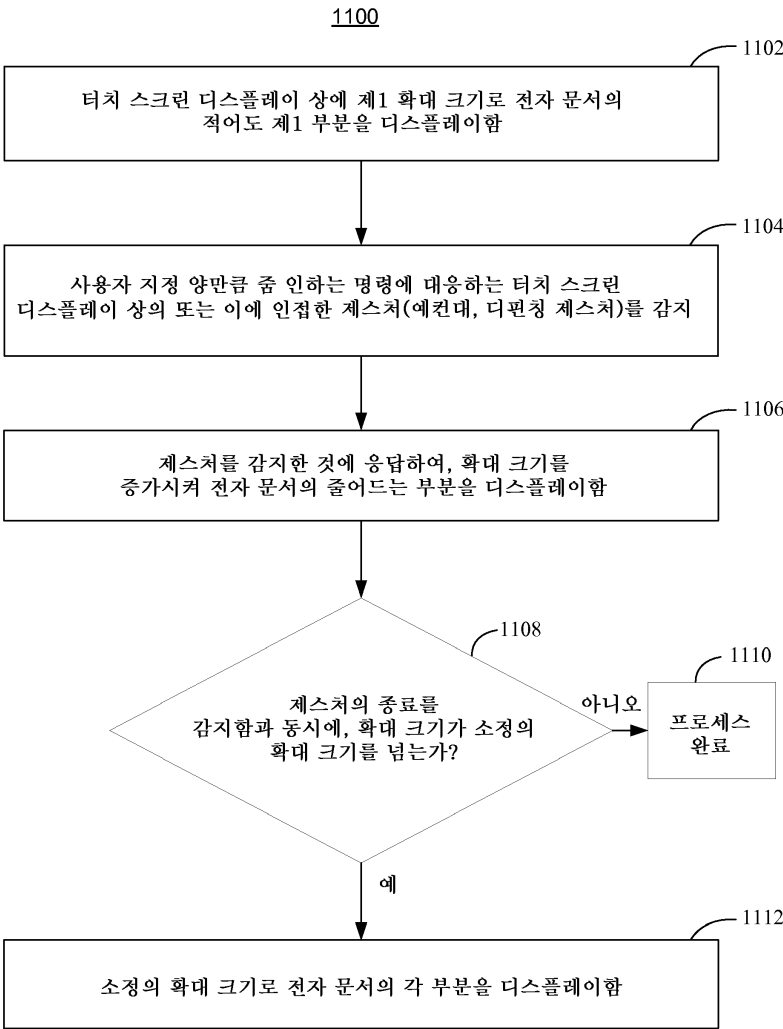 1100
1102
터치 스크린 디스플레이 상에 제1 확대 크기로 전자 문서의
적어도 제1 부분을 디스플레이함
1104
사용자 지정 양만큼 줌 인하는 명령에 대응하는 터치 스크린
디스플레이 상의 또는 이에 인접한 제스처(예컨대, 디핀칭 제스처)를 감지
1106
제스처를 감지한 것에 응답하여, 확대 크기를
증가시켜 전자 문서의 줄어드는 부분을 디스플레이함
1108
제스처의 종료를
감지함과 동시에, 확대 크기가 소정의
확대 크기를 넘는가?
아니오
1110
프로세스
완료
예
1112
소정의 확대 크기로 전자 문서의 각 부분을 디스플레이함